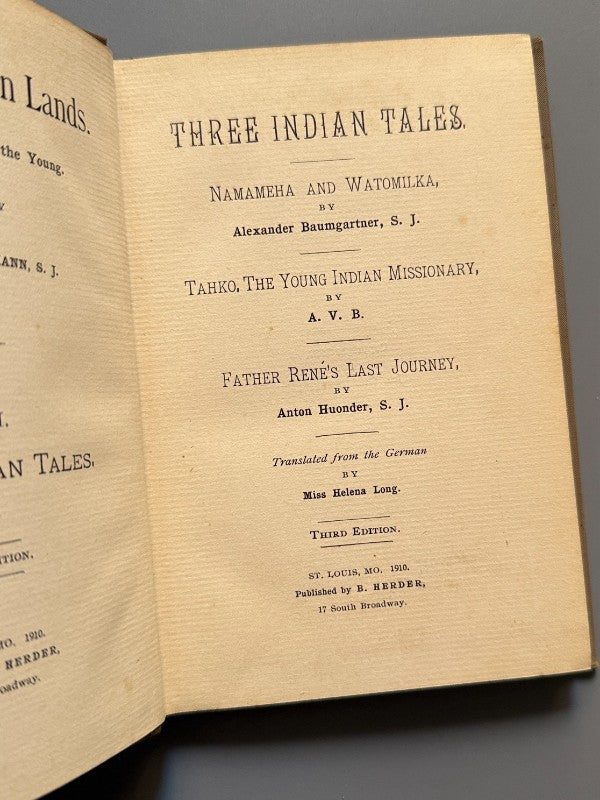 n Lands.
the Young.
ANN, S. J.
AN TALES.
ITION.
MO. 1910.
HERDER,
oadway.
THREE INDIAN TALES.
NAMAMEHA AND WATOMILKA,
BY
Alexander Baumgartner, S. J.
TAHKO, THE YOUNG INDIAN MISSIONARY,
BY
A. V. B.
FATHER RENÉ'S LAST JOURNEY,
BY
Anton Huonder, S. J.
Translated from the German
BY
Miss Helena Long.
THIRD EDITION.
ST. LOUIS, MO. 1910.
Published by B. HERDER,
17 South Broadway.